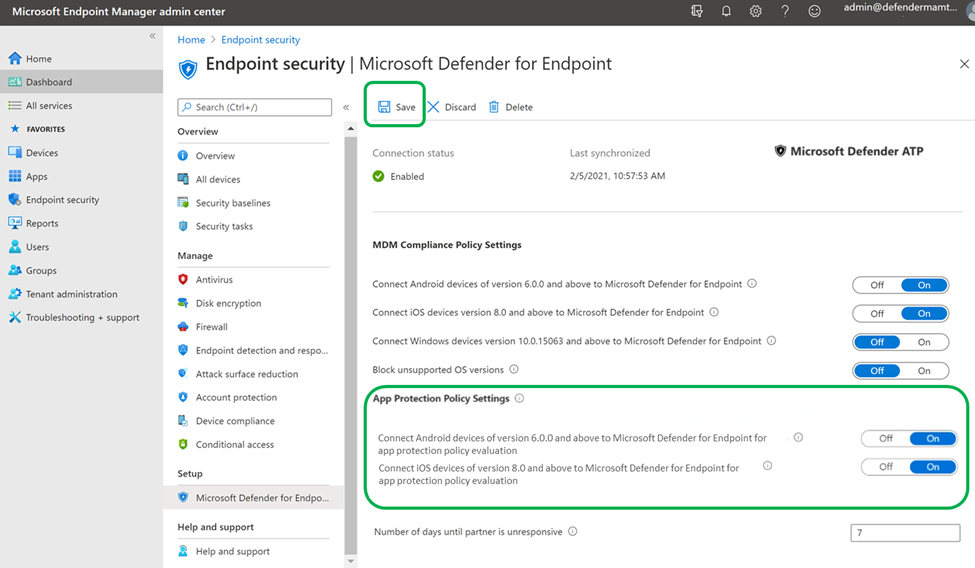 Microsoft Endpoint Manager admin center
admin@defendermamt...
Home
Dashboard
All services
FAVORITES
Devices
Apps
Endpoint security
Reports
Users
Groups
Tenant administration
Troubleshooting + support
Home > Endpoint security
Endpoint security | Microsoft Defender for Endpoint
Search (Ctrl+/)
Overview
Overview
All devices
Security baselines
Security tasks
Manage
Antivirus
Disk encryption
Firewall
Endpoint detection and respo...
Attack surface reduction
Account protection
Device compliance
Conditional access
Setup
Microsoft Defender for Endpo...
Help and support
Help and support
Save Discard Delete
Connection status
Enabled
Last synchronized
2/5/2021, 10:57:53 AM
Microsoft Defender ATP
MDM Compliance Policy Settings
Connect Android devices of version 6.0.0 and above to Microsoft Defender for Endpoint Off On
Connect iOS devices version 8.0 and above to Microsoft Defender for Endpoint Off On
Connect Windows devices version 10.0.15063 and above to Microsoft Defender for Endpoint Off On
Block unsupported OS versions Off On
App Protection Policy Settings
Connect Android devices of version 6.0.0 and above to Microsoft Defender for Endpoint for Off On
app protection policy evaluation
Connect iOS devices of version 8.0 and above to Microsoft Defender for Endpoint for Off On
app protection policy evaluation
Number of days until partner is unresponsive 7